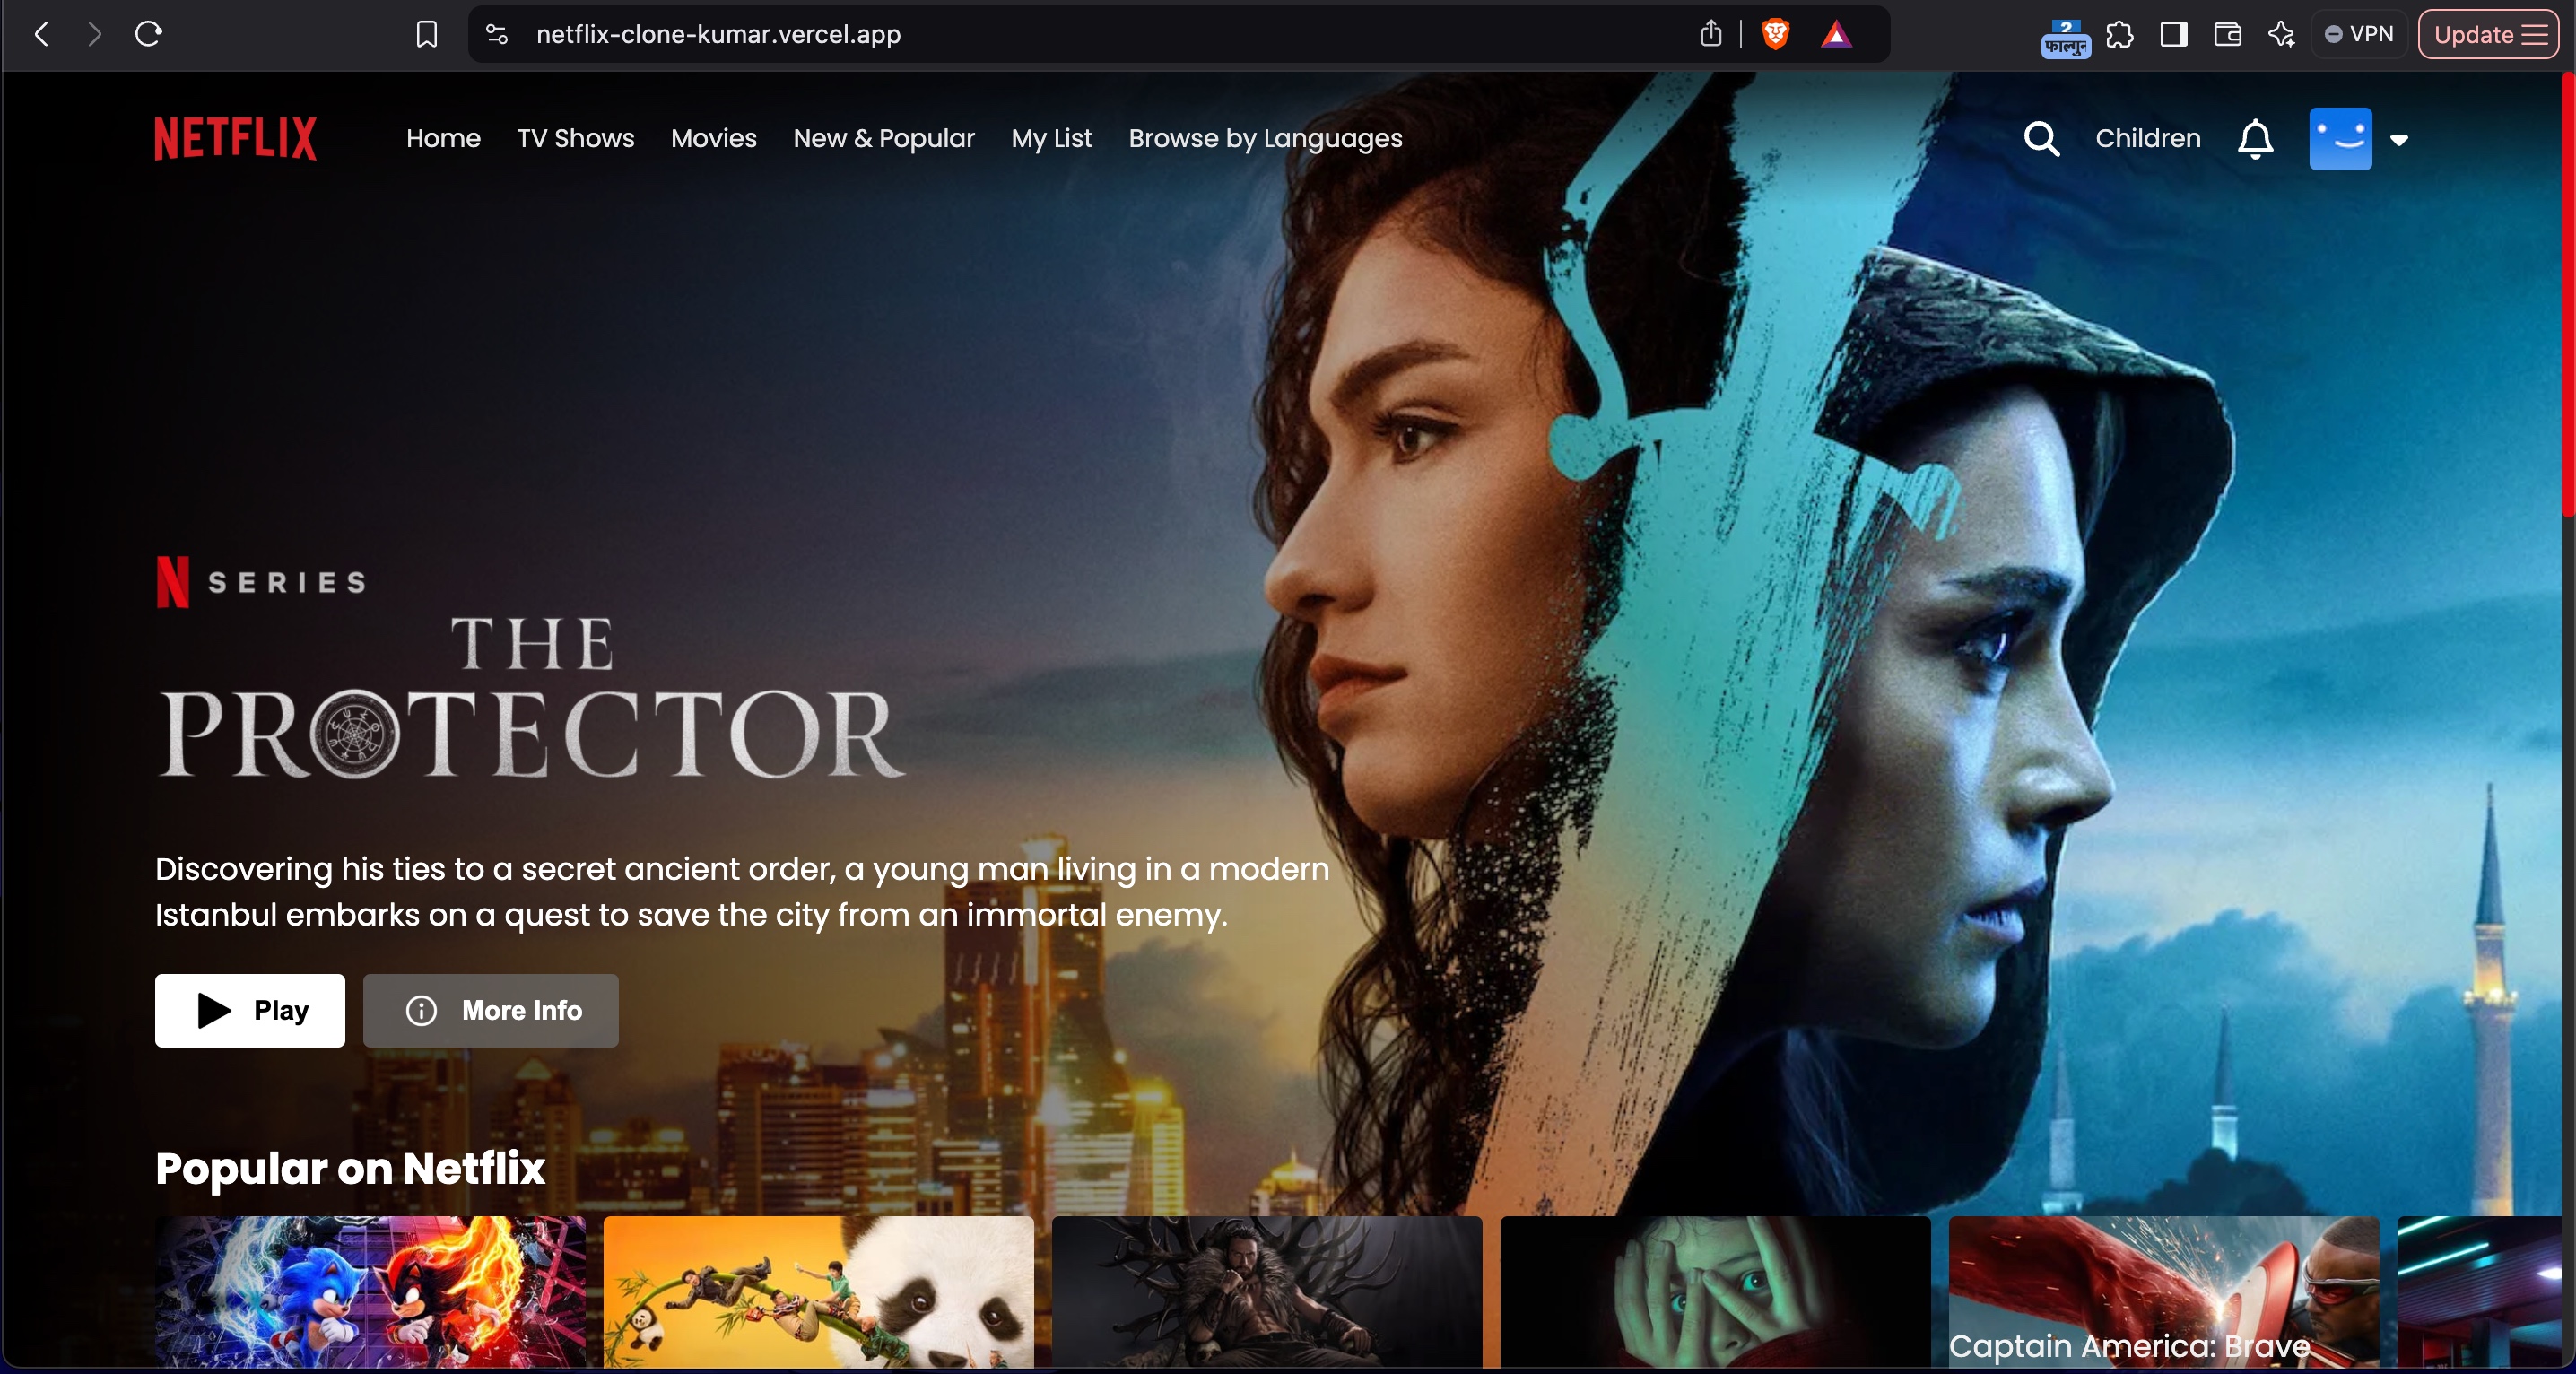 netflix-clone-kumar.vercel.app
2
फाल्गुन
VPN
Update
NETFLIX
Home
TV Shows
Movies
New & Popular
My List
Browse by Languages
Children
N SERIES
THE
PROTECTOR
Discovering his ties to a secret ancient order, a young man living in a modern
Istanbul embarks on a quest to save the city from an immortal enemy.
Play
More Info
Popular on Netflix
Captain America: Brave